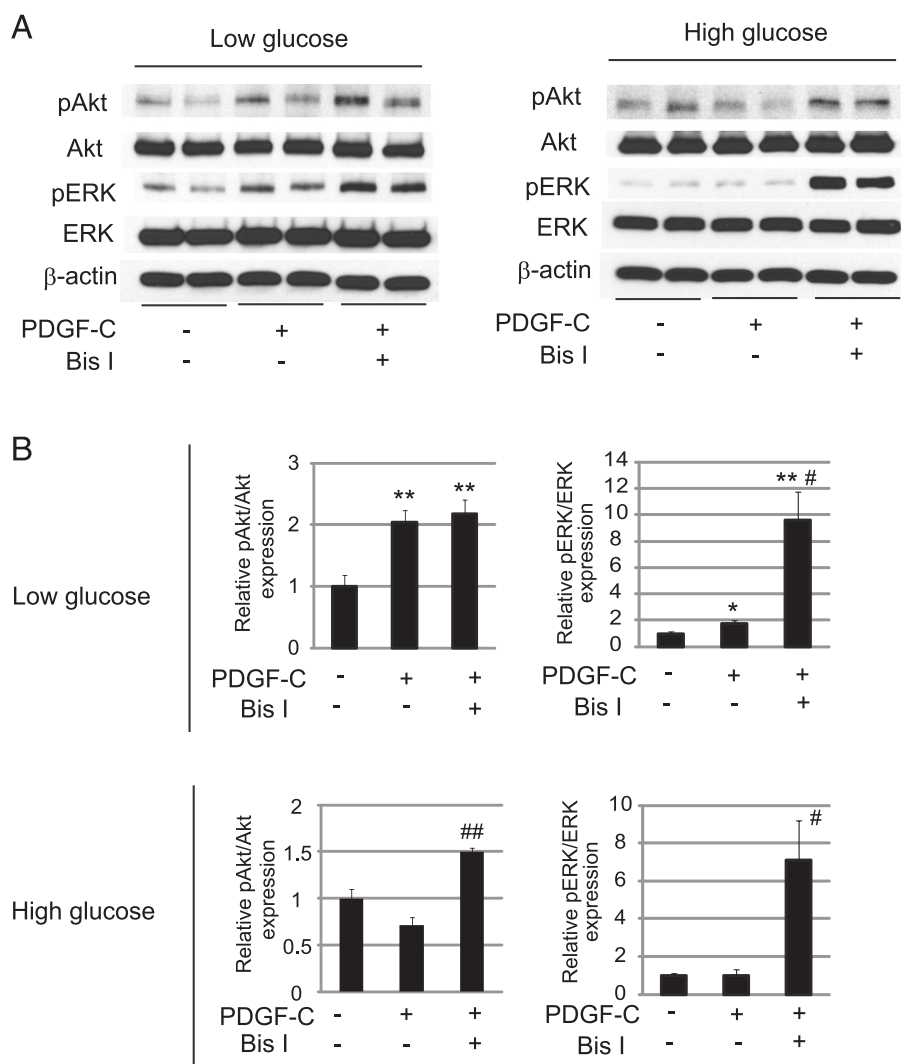 A
Low glucose
pAkt
Akt
pERK
ERK
β-actin
PDGF-C - + +
Bis I - - +
High glucose
pAkt
Akt
pERK
ERK
β-actin
PDGF-C - + +
Bis I - - +
B
Low glucose
Relative pAkt/Akt
expression
3
2
1
0
** **
PDGF-C - + +
Bis I - - +
Relative pERK/ERK
expression
14
12
10
8
6
4
2
0
* ** #
PDGF-C - + +
Bis I - - +
High glucose
Relative pAkt/Akt
expression
2
1.5
1
0.5
0
##
PDGF-C - + +
Bis I - - +
Relative pERK/ERK
expression
10
8
6
4
2
0
#
PDGF-C - + +
Bis I - - +